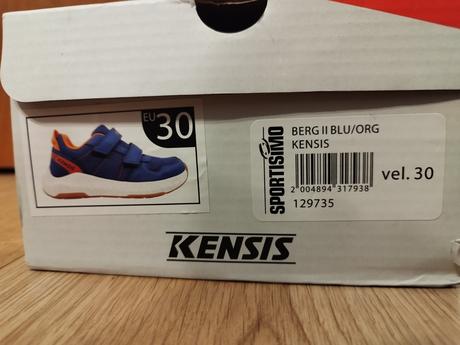 EU 30
SPORTISIMO
BERG II BLU/ORG
KENSIS
2 004894 317938
129735
vel. 30
KENSIS